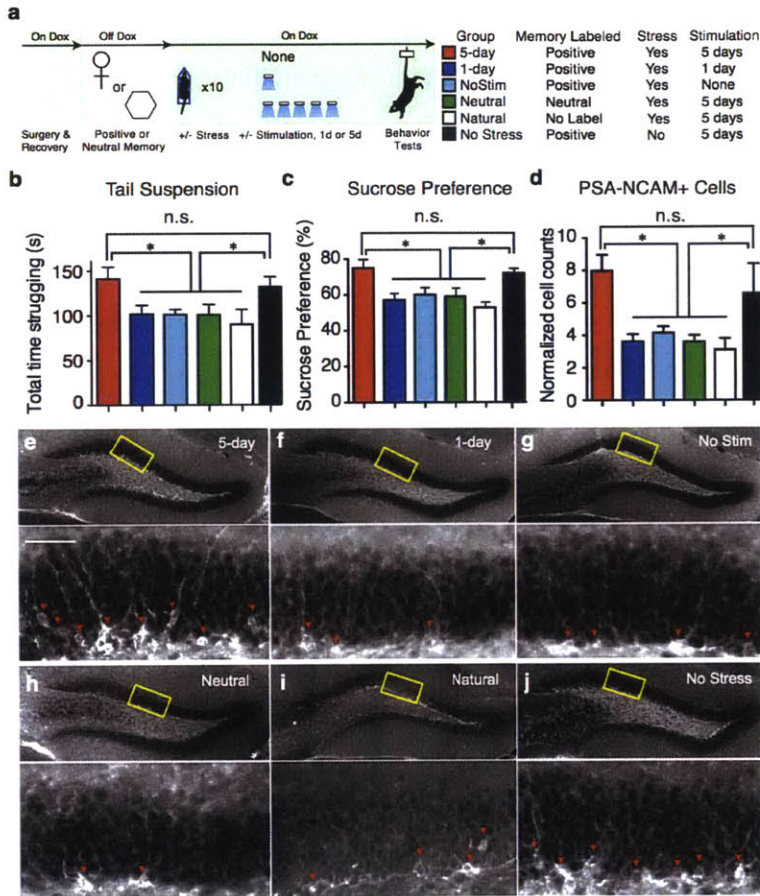 a
On Dox
Off Dox
On Dox
None
or
x10
Surgery & Recovery
Positive or Neutral Memory
+/- Stress
+/- Stimulation, 1d or 5d
Behavior Tests
Group Memory Labeled Stress Stimulation
5-day Positive Yes 5 days
1-day Positive Yes 1 day
NoStim Positive Yes None
Neutral Neutral Yes 5 days
Natural No Label Yes 5 days
No Stress Positive No 5 days
b Tail Suspension
n.s.
* *
Total time strugging (s)
150
100
50
0
c Sucrose Preference
n.s.
* *
Sucrose Preference (%)
80
60
40
20
0
d PSA-NCAM+ Cells
n.s.
* *
Normalized cell counts
10
8
6
4
2
0
e 5-day
f 1-day
g No Stim
h Neutral
i Natural
j No Stress